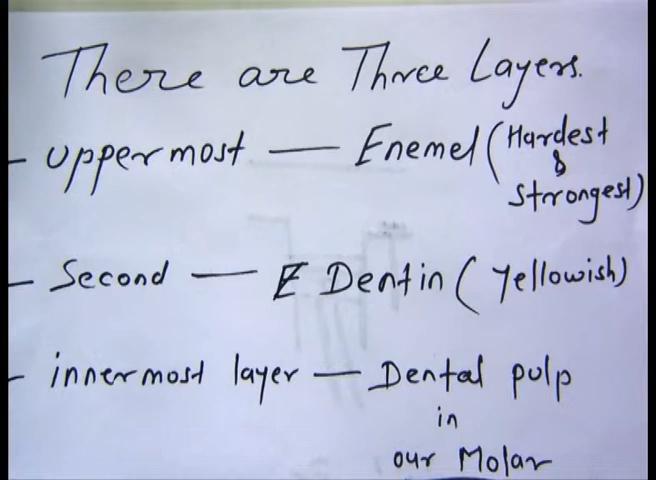 There are Three Layers.
- Uppermost — Enemel (Hardest & Strongest)
- Second — Dentin (Yellowish)
- innermost layer — Dental pulp
in
our Molar